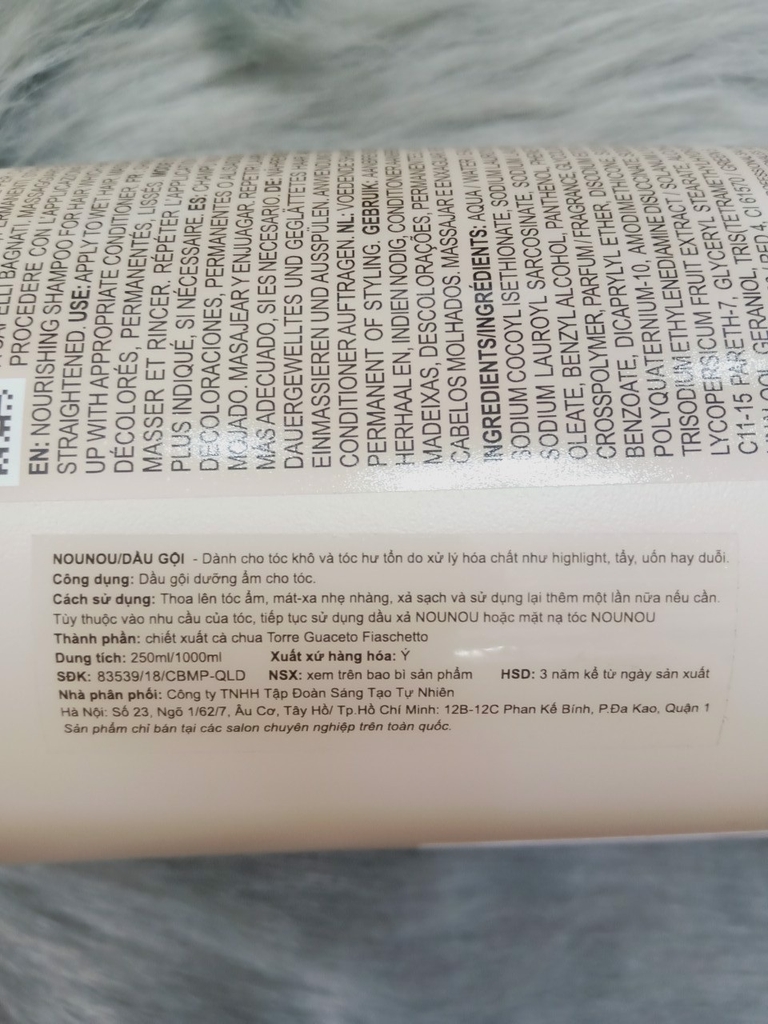 PROCEDERE CON L'APPLICAZIONE
EN: NOURISHING SHAMPOO FOR HAIR
STRAIGHTENED. USE: APPLY TO WET HAIR
UP WITH APPROPRIATE CONDITIONER.
DÉCOLORÉS, PERMANENTÉS, LISSÉS.
MASSER ET RINCER. RÉPÉTER L'APPLICATION
PLUS INDIQUÉ, SI NÉCESSAIRE. ES:
DECOLORACIONES, PERMANENTES O
MOJADO. MASAJEAR Y ENJUAGAR.
MÁS ADECUADO, SI ES NECESARIO. DE
DAUERGEWELLTES UND GEGLÄTTETES
EINMASSIEREN UND AUSSPÜLEN.
CONDITIONER AUFTRAGEN. NL: VOEDENDE
PERMANENT OF STYLING. GEBRUIK:
HERHAALEN, INDIEN NODIG, CONDITIONER
MADEIXAS, DESCOLORAÇÕES, PERMANENTE
CABELOS MOLHADOS. MASSAJAR E
INGREDIENTS/INGRÉDIENTS: AQUA / WATER
SODIUM COCOYL ISETHIONATE, SODIUM
SODIUM LAUROYL SARCOSINATE, PANTHENOL,
OLEATE, BENZYL ALCOHOL, PANTHENOL
CROSSPOLYMER, PARFUM / FRAGRANCE
BENZOATE, DICAPRYLYL ETHER,
POLYQUATERNIUM-10, AMODIMETHICONE
TRISODIUM ETHYLENEDIAMINE DISUCCINATE
LYCOPERSICUM FRUIT EXTRACT /
C11-15 PARETH-7, GLYCERYL STEARATE
GERANIOL,
NOUNOU/DẦU GỘI - Dành cho tóc khô và tóc hư tổn do xử lý hóa chất như highlight, tẩy, uốn hay duỗi.
Công dụng: Dầu gội dưỡng ẩm cho tóc.
Cách sử dụng: Thoa lên tóc ẩm, mát-xa nhẹ nhàng, xả sạch và sử dụng lại thêm một lần nữa nếu cần.
Tùy thuộc vào nhu cầu của tóc, tiếp tục sử dụng dầu xả NOUNOU hoặc mặt nạ tóc NOUNOU
Thành phần: chiết xuất cà chua Torre Guaceto Fiaschetto
Dung tích: 250ml/1000ml Xuất xứ hàng hóa: Ý
SĐK: 83539/18/CBMP-QLD NSX: xem trên bao bì sản phẩm HSD: 3 năm kể từ ngày sản xuất
Nhà phân phối: Công ty TNHH Tập Đoàn Sáng Tạo Tự Nhiên
Hà Nội: Số 23, Ngõ 1/62/7, Âu Cơ, Tây Hồ/ Tp.Hồ Chí Minh: 12B-12C Phan Kế Bính, P.Đa Kao, Quận 1
Sản phẩm chỉ bán tại các salon chuyên nghiệp trên toàn quốc.